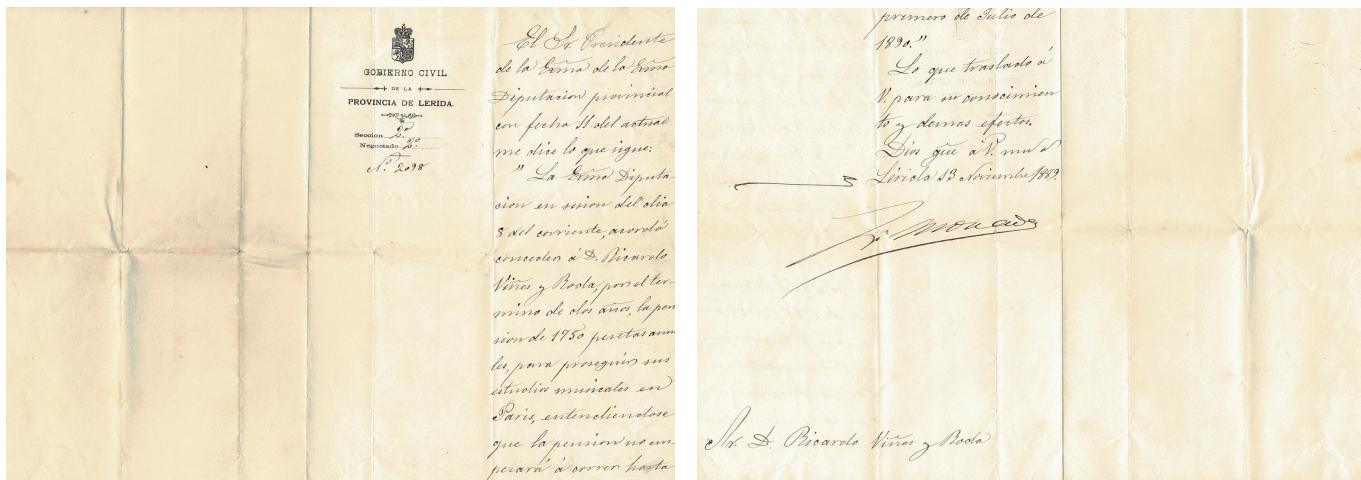 GOBIERNO CIVIL
DE LA
PROVINCIA DE LERIDA.
Seccion 2ª
Negociado 2º
Nº 2098
El Sr. Presidente
de la Exmª de la Exmª
Diputacion provincial
con fecha 11 del actual
me dice lo que sigue:
" La Exmª Diputa-
cion en sesion del dia
8 del corriente, acordó
conceder á D. Ricardo
Viñes y Roda, por el ter-
mino de dos años, la pen
sion de 1750 pesetas anua
les, para proseguir sus
estudios musicales en
Paris, entendiendose
que la pension no em-
pezará á correr hasta
primero de Julio de
1890."
Lo que traslado á
V. para su conocimien
to y demas efectos.
Dios gue á V. m a
Lérida 13 Noviembre 1889.
Sr. D. Ricardo Viñes y Roda